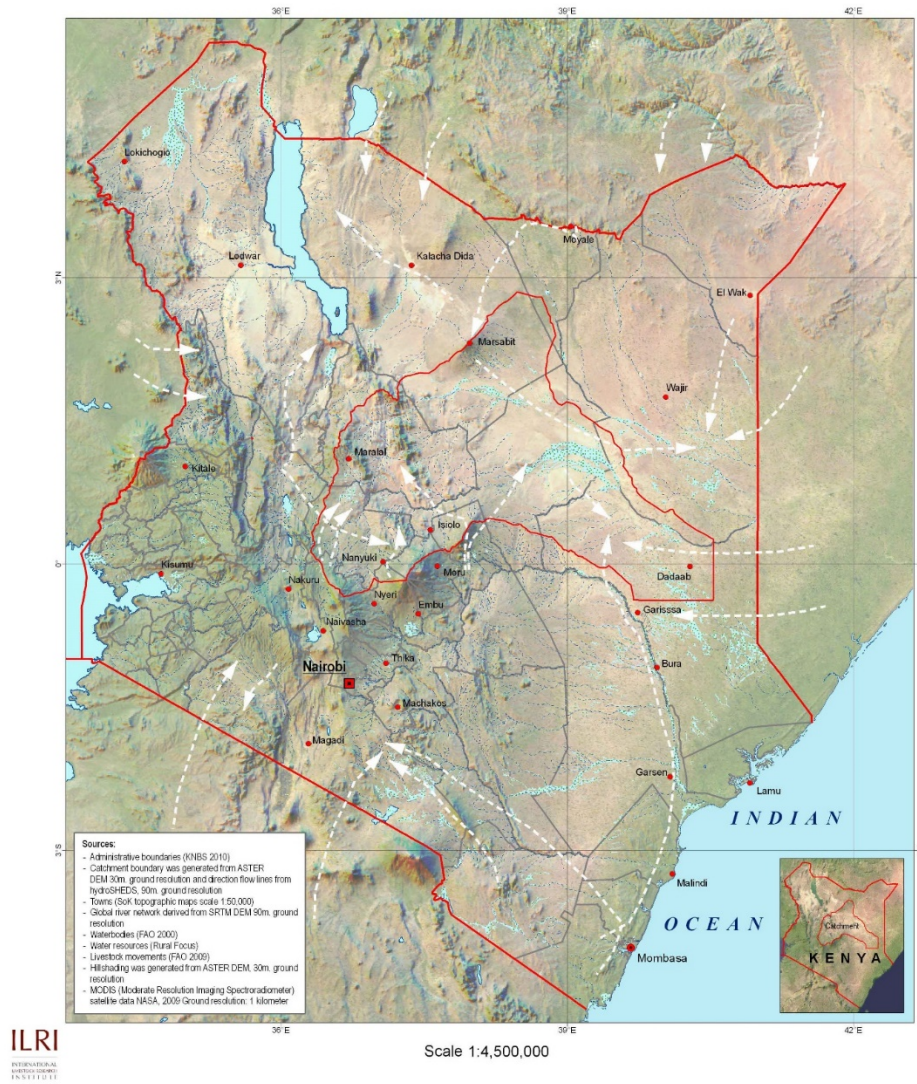 36°E
39°E
42°E
Lokichogio
Moyale
Lodwar
Kalacha Dida
3°N
3°N
El Wak
Marsabit
Wajir
Maralal
Kitale
Isiolo
Nanyuki
0°
0°
Kisumu
Meru
Dadaab
Nakuru
Nyeri
Embu
Garisssa
Naivasha
Thika
Bura
Nairobi
Machakos
Magadi
Garsen
Lamu
INDIAN
3°S
3°S
Malindi
OCEAN
Mombasa
Sources:
- Administrative boundaries (KNBS 2010)
- Catchment boundary was generated from ASTER
DEM 30m. ground resolution and direction flow lines from
hydroSHEDS, 90m. ground resolution
- Towns (SoK topographic maps scale 1:50,000)
- Global river network derived from SRTM DEM 90m. ground
resolution
- Waterbodies (FAO 2000)
- Water resources (Rural Focus)
- Livestock movements (FAO 2009)
- Hillshading was generated from ASTER DEM, 30m. ground
resolution
- MODIS (Moderate Resolution Imaging Spectroradiometer)
satellite data NASA, 2009 Ground resolution: 1 kilometer
Catchment
KENYA
36°E
39°E
42°E
ILRI
INTERNATIONAL
LIVESTOCK RESEARCH
INSTITUTE
Scale 1:4,500,000